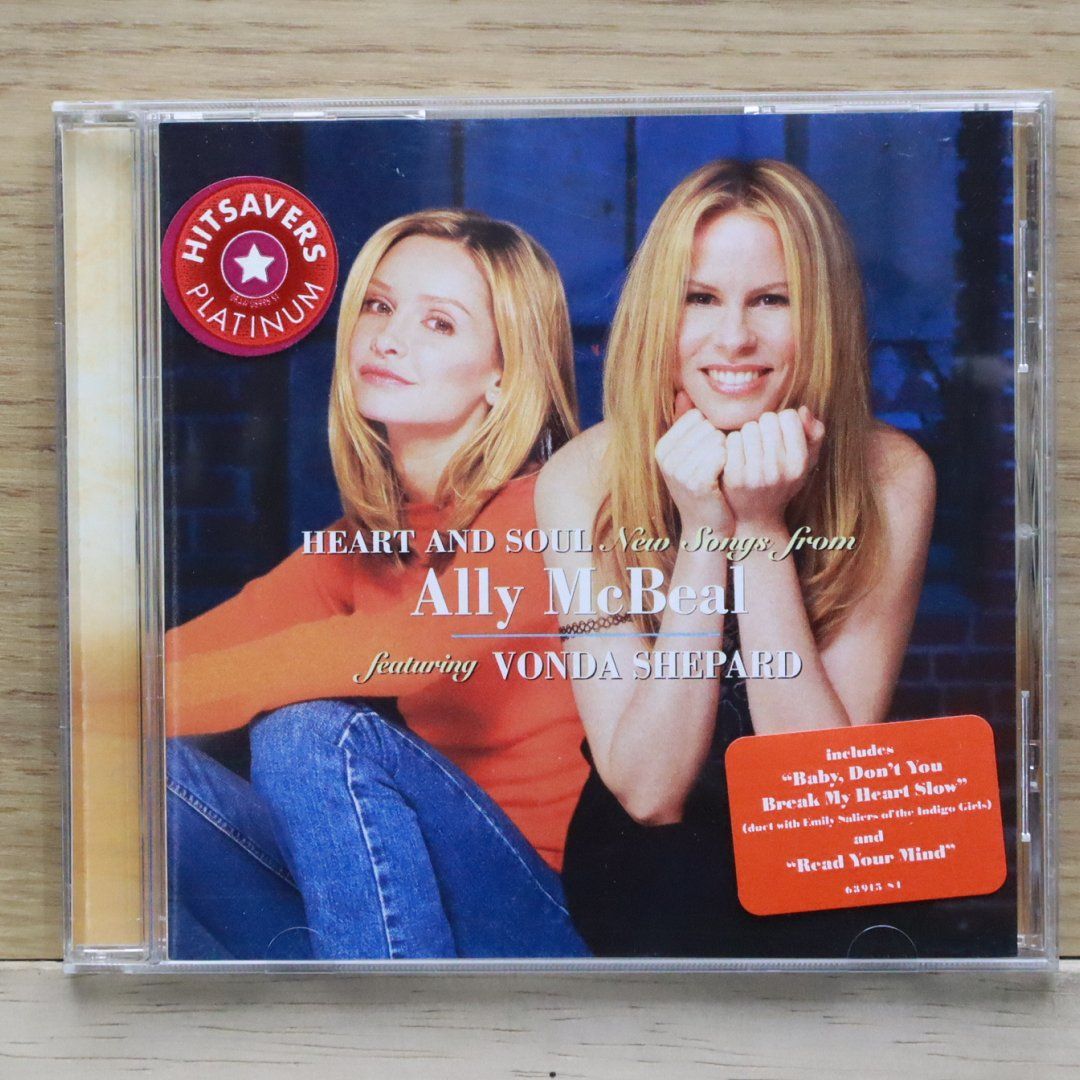 HITSAVERS
PLATINUM
HEART AND SOUL New Songs from
Ally McBeal
featuring VONDA SHEPARD
includes
“Baby, Don't You
Break My Heart Slow”
(duet with Emily Saliers of the Indigo Girls)
and
“Read Your Mind”